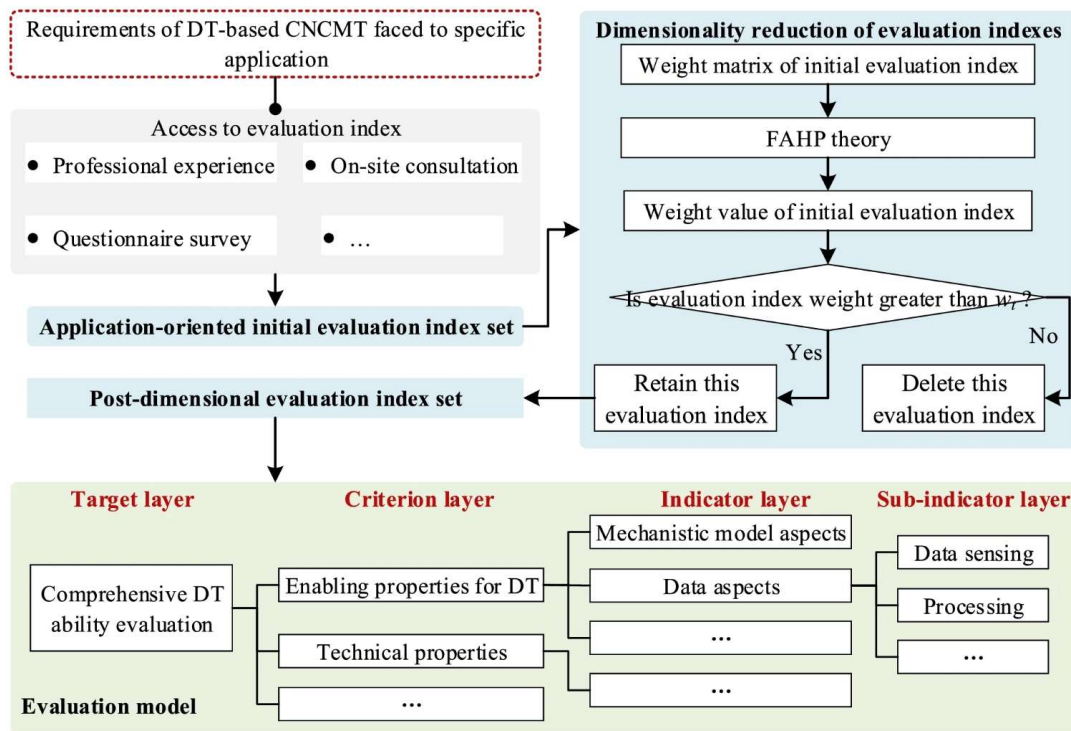 Requirements of DT-based CNCMT faced to specific
application
Access to evaluation index
● Professional experience
● On-site consultation
● Questionnaire survey
● …
Application-oriented initial evaluation index set
Post-dimensional evaluation index set
Dimensionality reduction of evaluation indexes
Weight matrix of initial evaluation index
FAHP theory
Weight value of initial evaluation index
Is evaluation index weight greater than wt?
Yes
No
Retain this
evaluation index
Delete this
evaluation index
Target layer
Criterion layer
Indicator layer
Sub-indicator layer
Comprehensive DT
ability evaluation
Enabling properties for DT
Technical properties
…
Mechanistic model aspects
Data aspects
…
…
Data sensing
Processing
…
Evaluation model